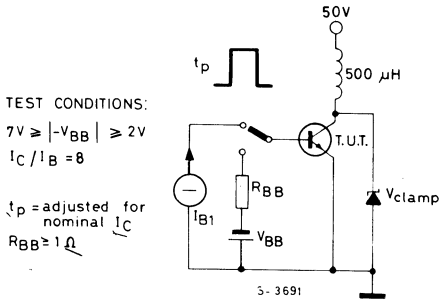 50V
tp
500 μH
TEST CONDITIONS:
7V ≥ |-VBB| ≥ 2V
IC/IB = 8
T.U.T.
RBB
Vclamp
tp = adjusted for
nominal IC
IB1
RBB ≥ 1 Ω
VBB
S-3691